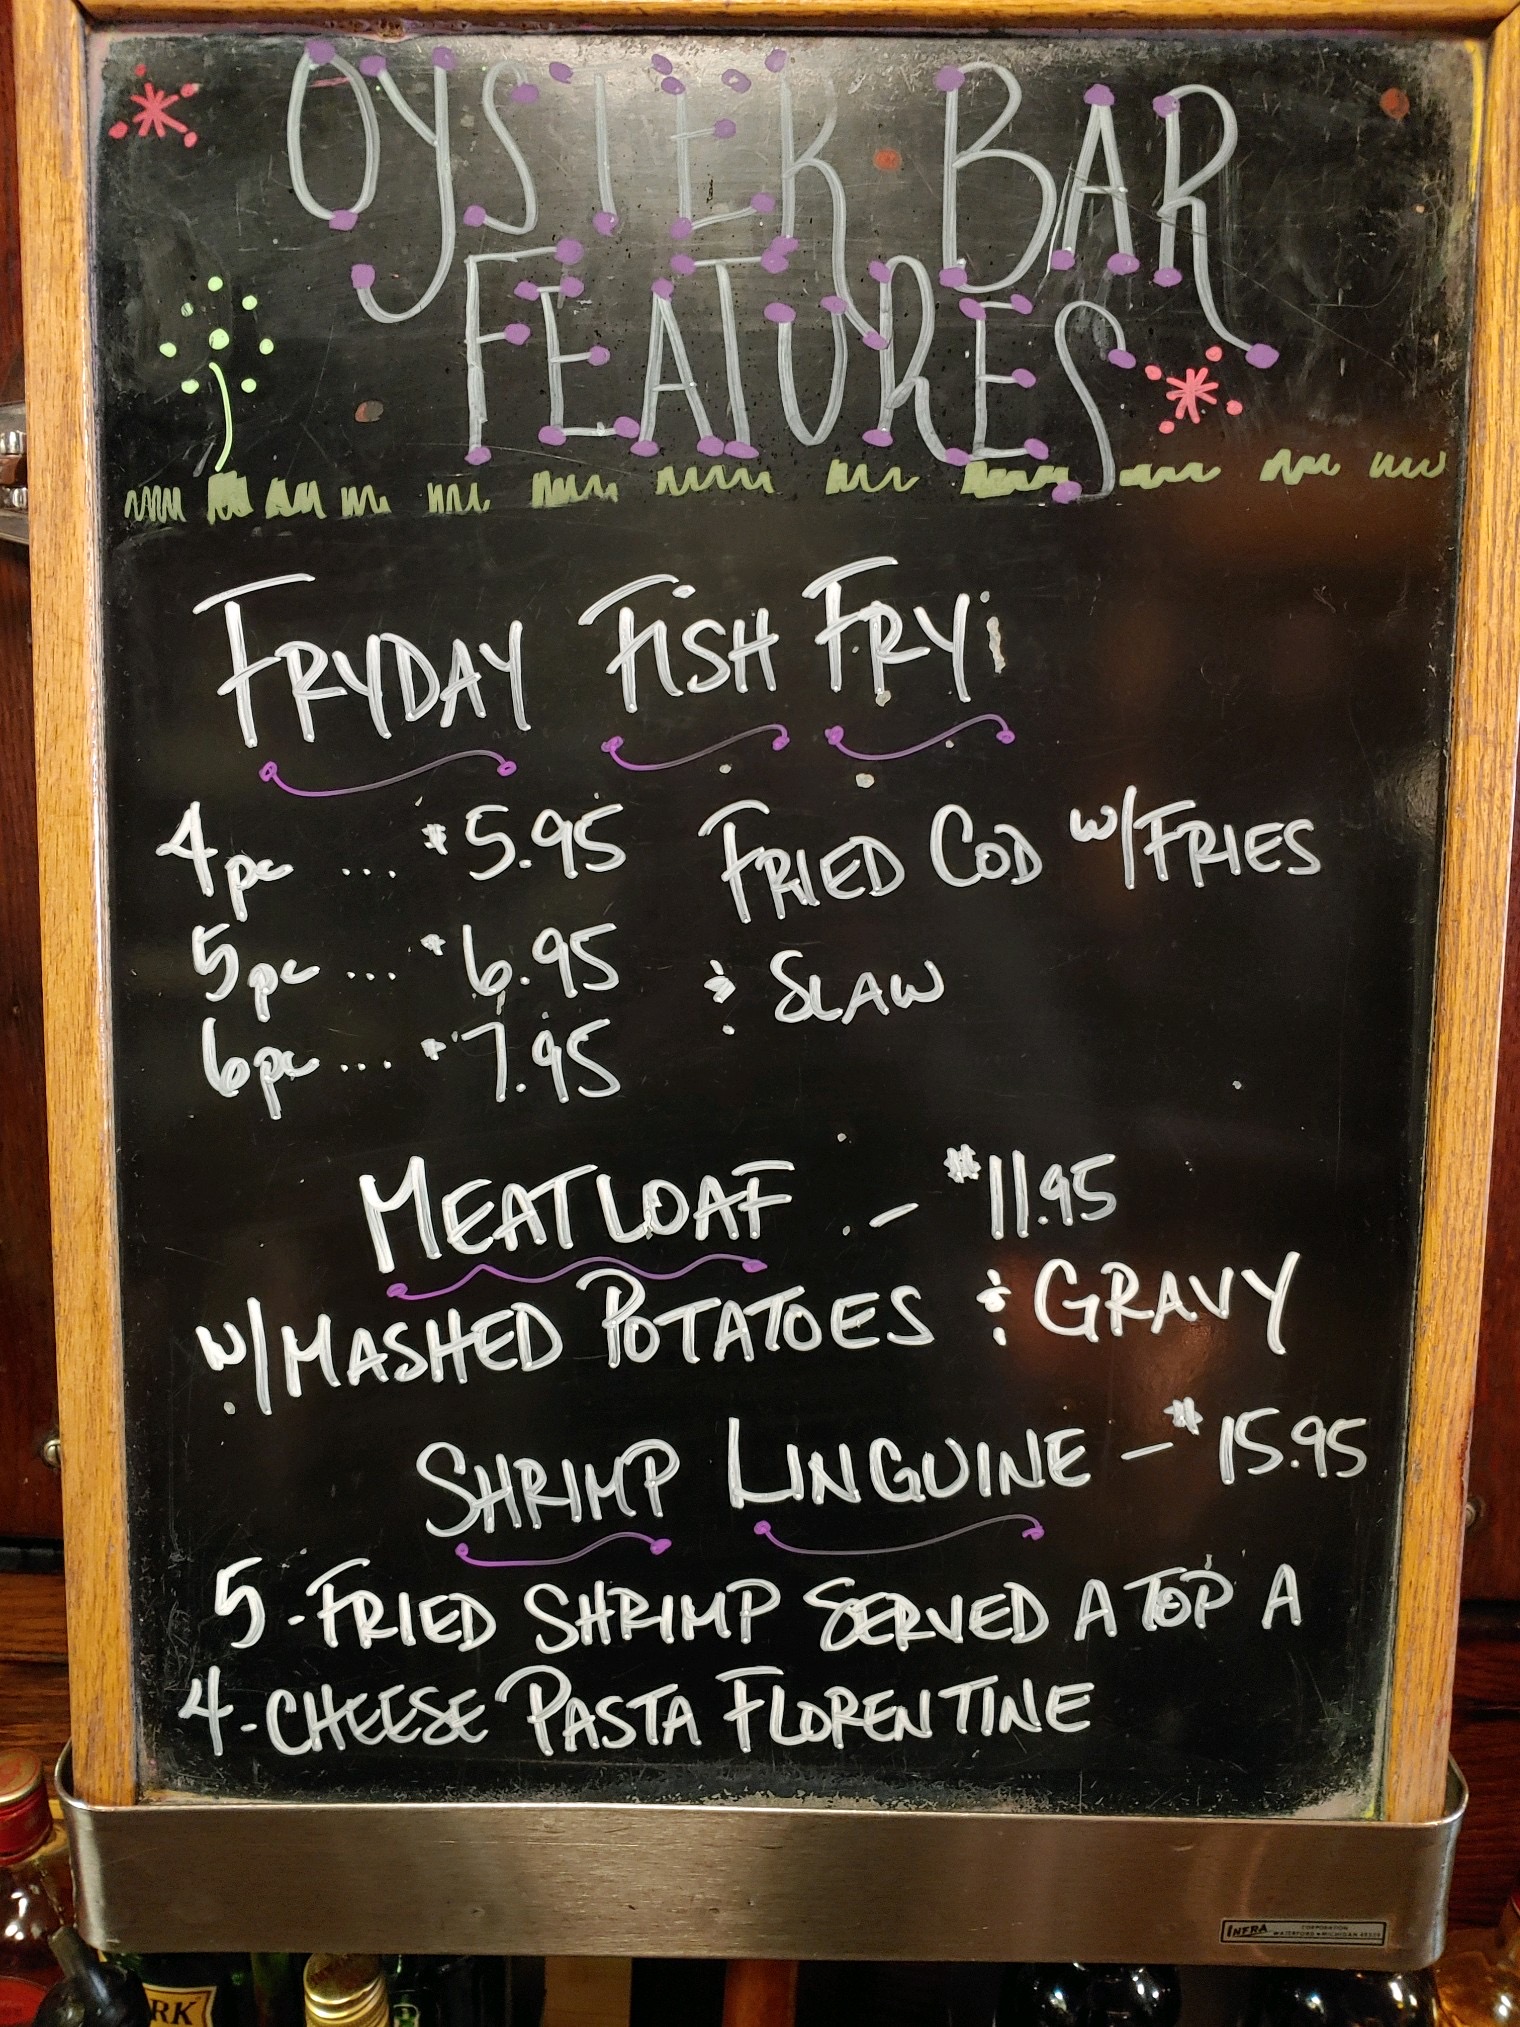 OYSTER BAR
FEATURES
FRYDAY FISH FRY!
4pc ... $5.95 FRIED COD W/FRIES
5pc ... $6.95 & SLAW
6pc ... $7.95
MEATLOAF - $11.95
W/MASHED POTATOES & GRAVY
SHRIMP LINGUINE - $15.95
5-FRIED SHRIMP SERVED A TOP A
4-CHEESE PASTA FLORENTINE
INFRA CORPORATION
WATERFORD MICHIGAN
RK